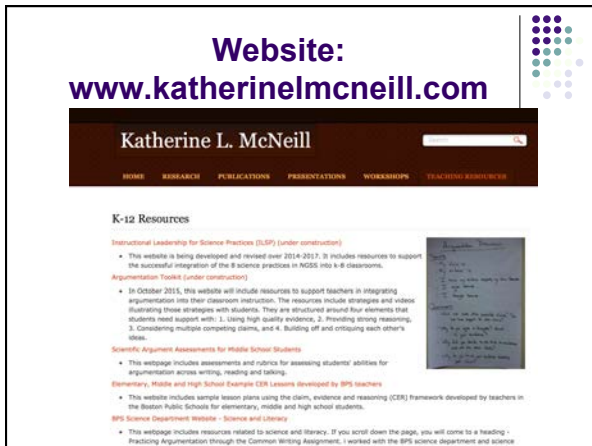 Website:
www.katherinelmcneill.com
Katherine L. McNeill
HOME RESEARCH PUBLICATIONS PRESENTATIONS WORKSHOPS TEACHING RESOURCES
K-12 Resources
Instructional Leadership for Science Practices (ILSP) (under construction)
• This website is being developed and revised over 2014-2017. It includes resources to support
the successful integration of the 8 science practices in NGSS into k-8 classrooms.
Argumentation Toolkit (under construction)
• In October 2015, this website will include resources to support teachers in integrating
argumentation into their classroom instruction. The resources include strategies and videos
illustrating those strategies with students. They are structured around four elements that
students need support with: 1. Using high quality evidence, 2. Providing strong reasoning,
3. Considering multiple competing claims, and 4. Building off and critiquing each other's
ideas.
Scientific Argument Assessments for Middle School Students
• This webpage includes assessments and rubrics for assessing students' abilities for
argumentation across writing, reading and talking.
Elementary, Middle and High School Example CER Lessons developed by BPS teachers
• This website includes sample lesson plans using the claim, evidence and reasoning (CER) framework developed by teachers in
the Boston Public Schools for elementary, middle and high school students.
BPS Science Department Website - Science and Literacy
• This webpage includes resources related to science and literacy. If you scroll down the page, you will come to a heading -
Practicing Argumentation through the Common Writing Assignment. I worked with the BPS science department and science